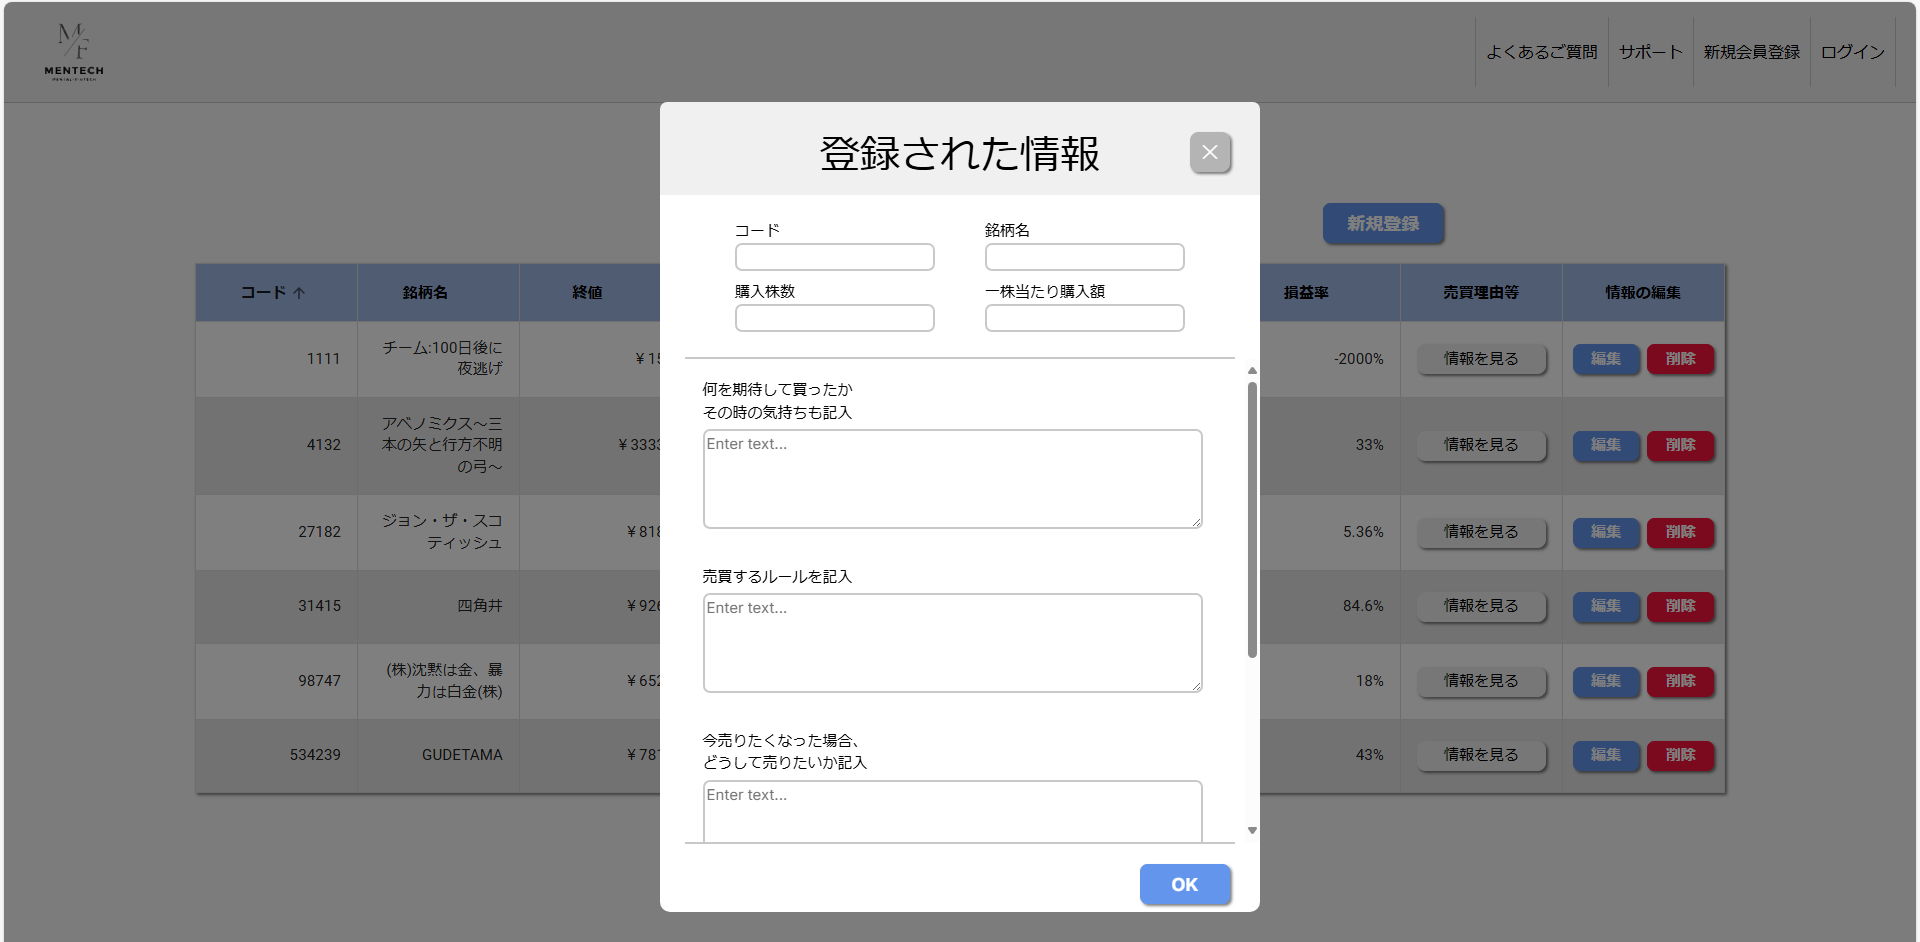 MF
MENTECH
よくあるご質問
サポート
新規会員登録
ログイン
登録された情報
新規登録
コード
銘柄名
購入株数
一株当たり購入額
何を期待して買ったか
その時の気持ちも記入
Enter text...
売買するルールを記入
Enter text...
今売りたくなった場合、
どうして売りたいか記入
Enter text...
OK
コード 銘柄名 終値 損益率 売買理由等 情報の編集
1111 チーム:100日後に ¥15 -2000% 情報を見る 編集 削除
夜逃げ
4132 アベノミクス～三 ¥3333 33% 情報を見る 編集 削除
本の矢と行方不明
の弓～
27182 ジョン・ザ・スコ ¥818 5.36% 情報を見る 編集 削除
ティッシュ
31415 四角井 ¥926 84.6% 情報を見る 編集 削除
98747 (株)沈黙は金、暴 ¥652 18% 情報を見る 編集 削除
力は白金(株)
534239 GUDETAMA ¥787 43% 情報を見る 編集 削除